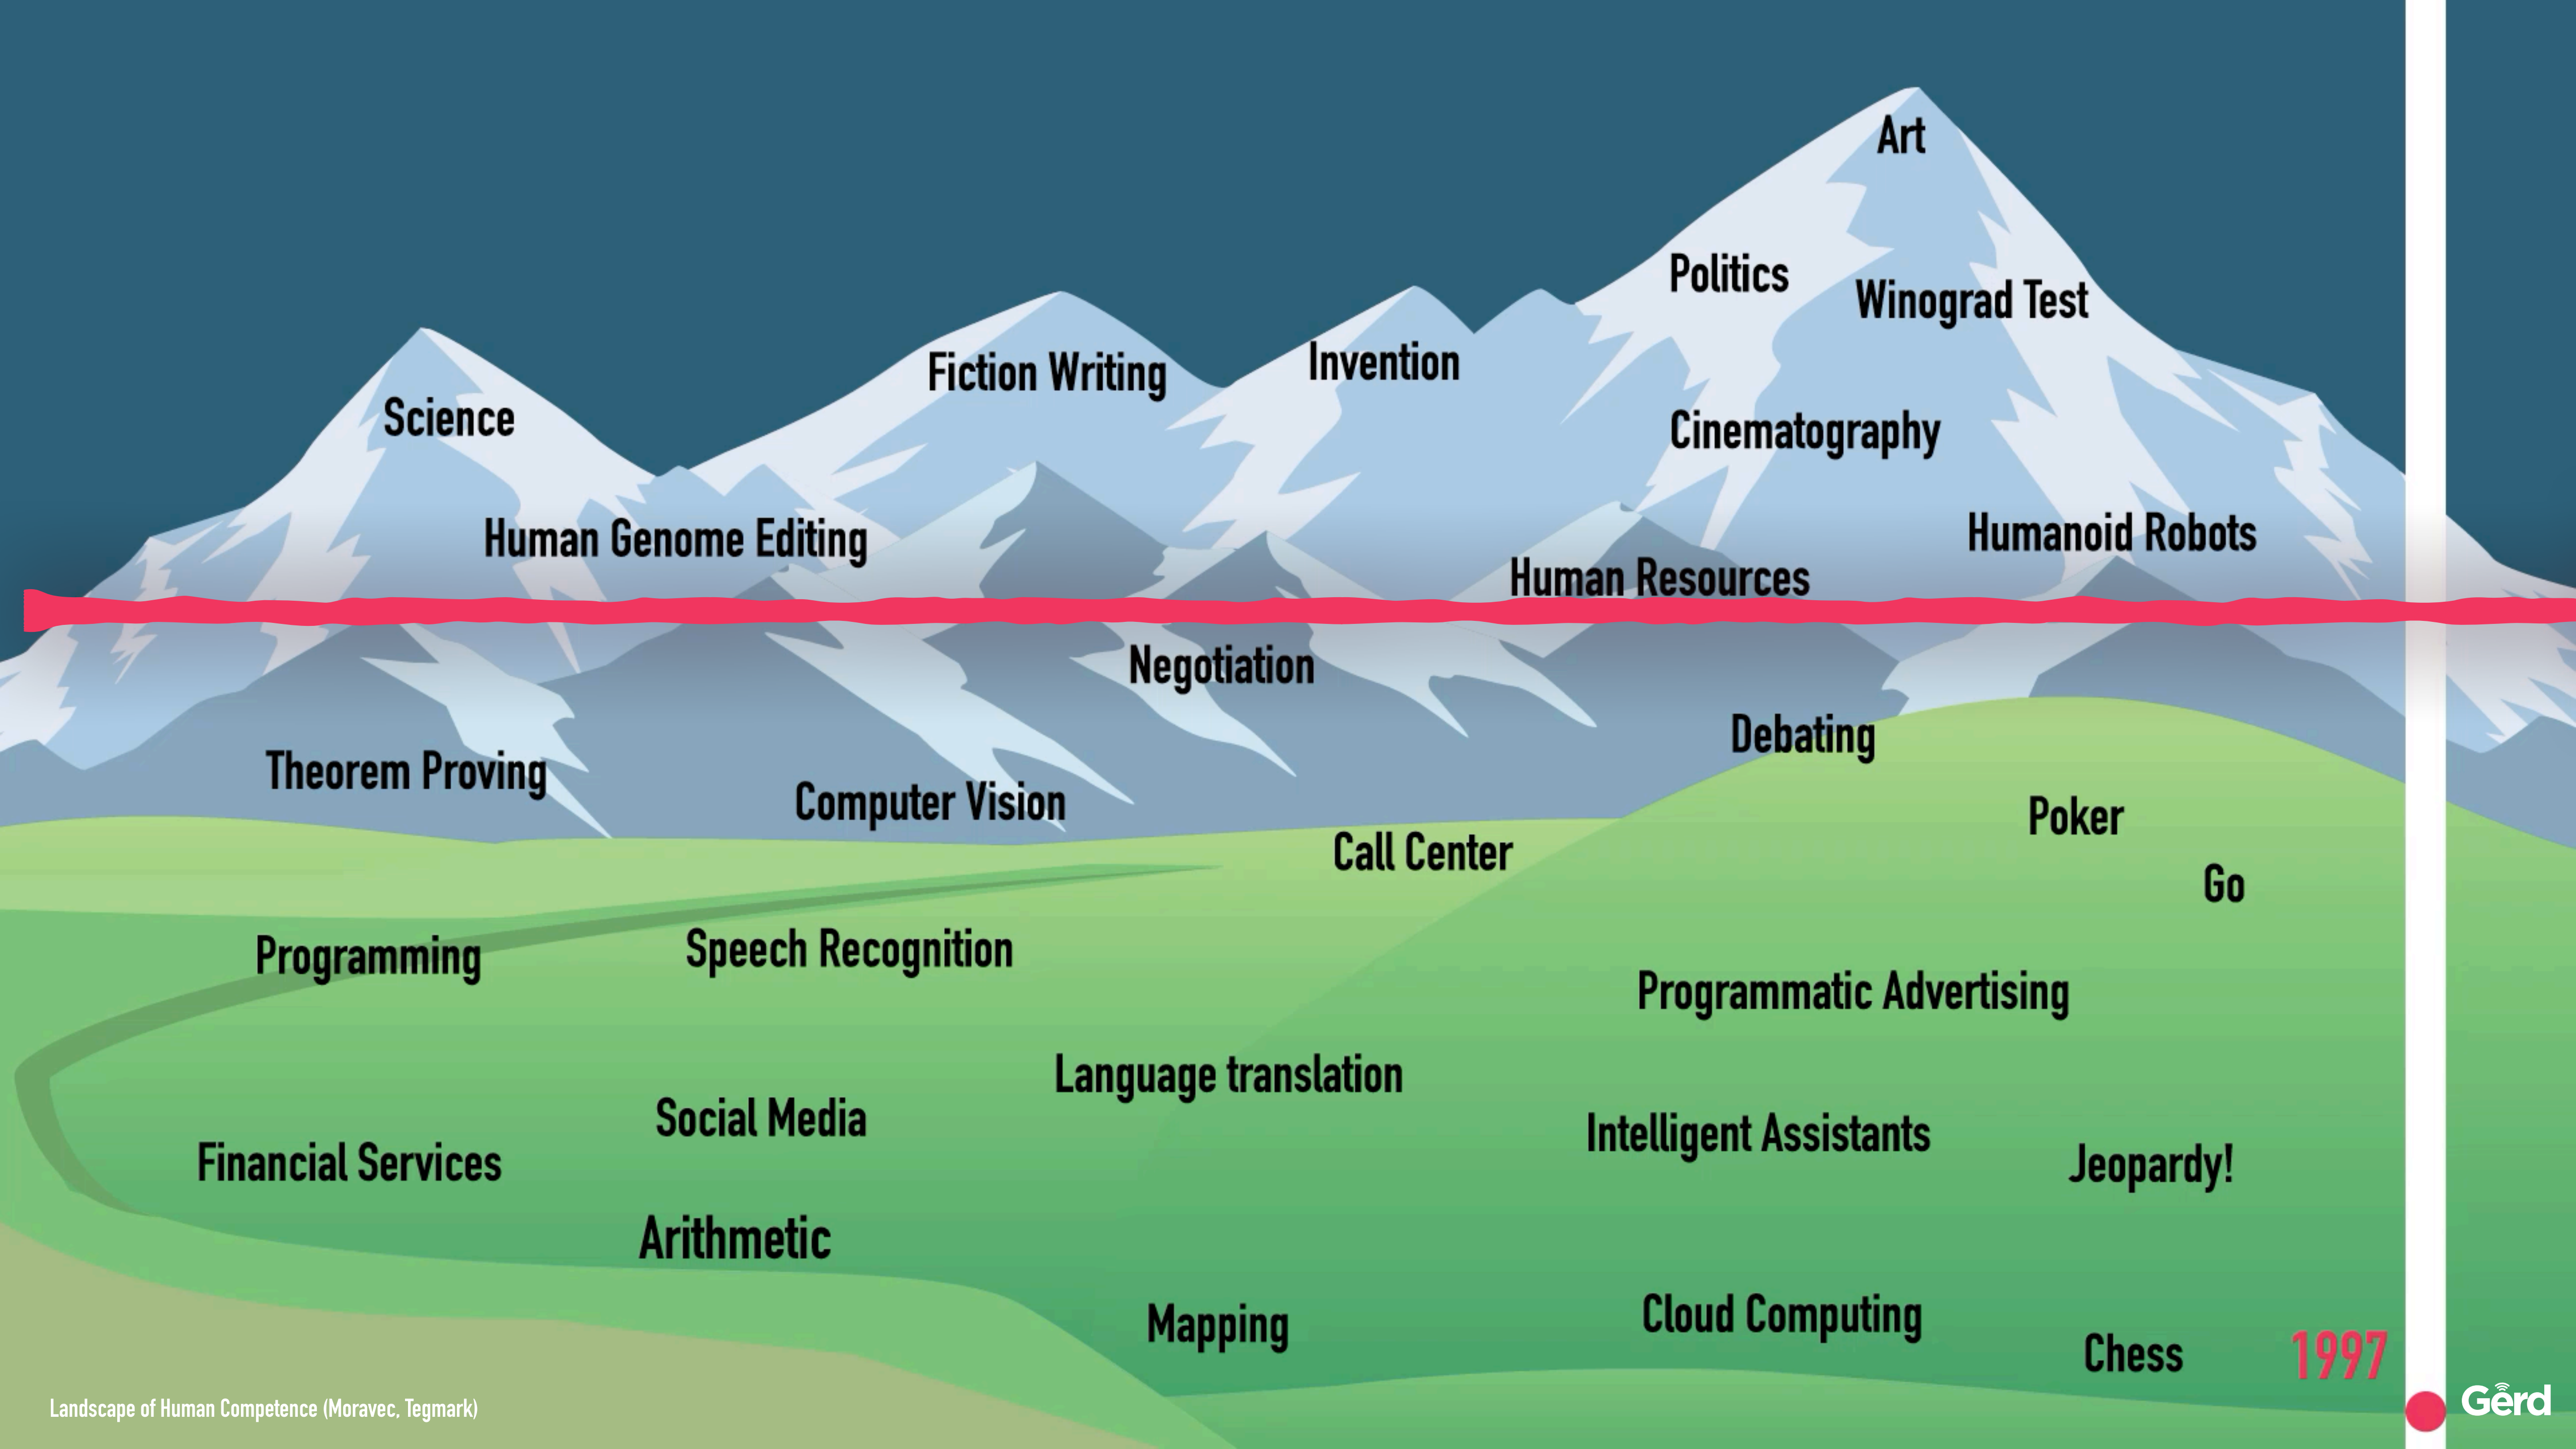 Art
Politics
Winograd Test
Fiction Writing
Invention
Science
Cinematography
Human Genome Editing
Humanoid Robots
Human Resources
Negotiation
Debating
Theorem Proving
Computer Vision
Poker
Call Center
Go
Programming
Speech Recognition
Programmatic Advertising
Language translation
Social Media
Intelligent Assistants
Financial Services
Jeopardy!
Arithmetic
Mapping
Cloud Computing
Chess
1997
Landscape of Human Competence (Moravec, Tegmark)
Gerd